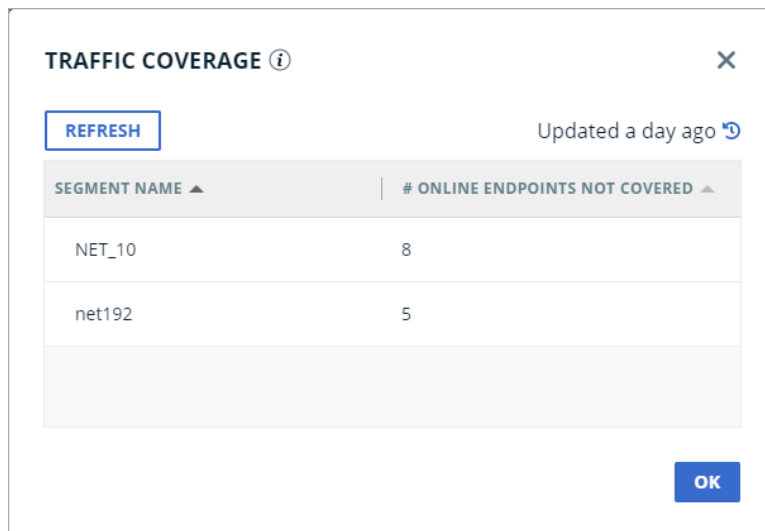 TRAFFIC COVERAGE
REFRESH
Updated a day ago
SEGMENT NAME # ONLINE ENDPOINTS NOT COVERED
NET_10 8
net192 5
OK